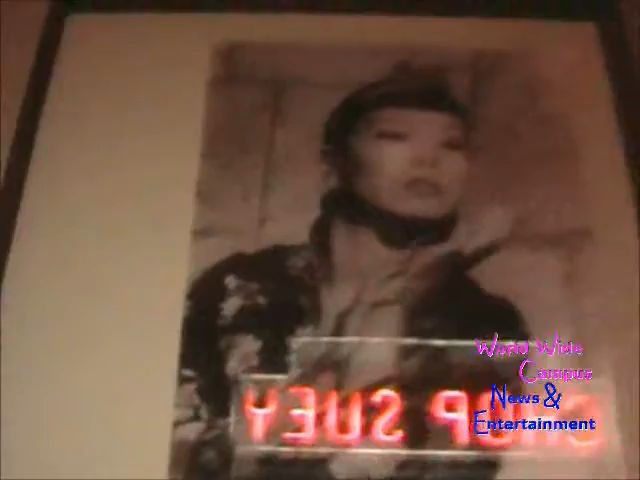 CHOP SUEY
World Wide
Campus
News &
Entertainment